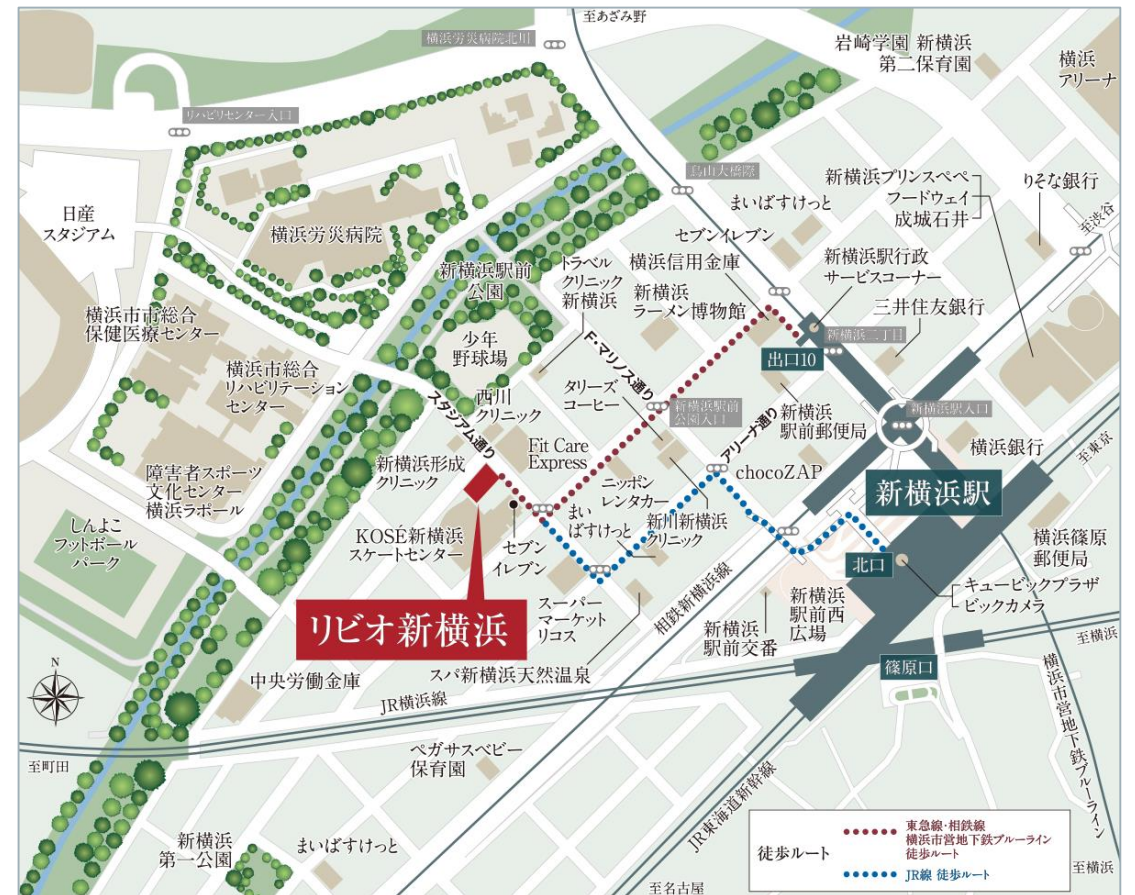 至あざみ野
横浜労災病院北川
岩崎学園 新横浜
第二保育園
横浜
アリーナ
リハビリセンター入口
鳥山大橋際
新横浜プリンスペペ
フードウェイ
成城石井
りそな銀行
至渋谷
まいばすけっと
セブンイレブン
日産
スタジアム
横浜労災病院
新横浜駅前
公園
トラベル
クリニック
新横浜
横浜信用金庫
新横浜
ラーメン博物館
新横浜駅行政
サービスコーナー
三井住友銀行
新横浜二丁目
出口10
横浜市市総合
保健医療センター
少年
野球場
F・マリノス通り
横浜市総合
リハビリテーション
センター
スタジアム通り
西川
クリニック
タリーズ
コーヒー
新横浜駅前
公園入口
アリーナ通り
新横浜
駅前郵便局
新横浜駅入口
横浜銀行
至東京
Fit Care
Express
chocoZAP
新横浜駅
新横浜形成
クリニック
ニッポン
レンタカー
障害者スポーツ
文化センター
横浜ラポール
まい
ばすけっと
新川新横浜
クリニック
しんよこ
フットボール
パーク
KOSÉ新横浜
スケートセンター
セブン
イレブン
北口
横浜篠原
郵便局
キュービックプラザ
ビックカメラ
リビオ新横浜
スーパー
マーケット
リコス
相鉄新横浜線
新横浜
駅前交番
新横浜
駅前西
広場
至横浜
篠原口
スパ新横浜天然温泉
中央労働金庫
JR横浜線
横浜市営地下鉄ブルーライン
至町田
ペガサスベビー
保育園
JR東海道新幹線
新横浜
第一公園
まいばすけっと
徒歩ルート
東急線・相鉄線
横浜市営地下鉄ブルーライン
徒歩ルート
JR線 徒歩ルート
至横浜
至名古屋
N